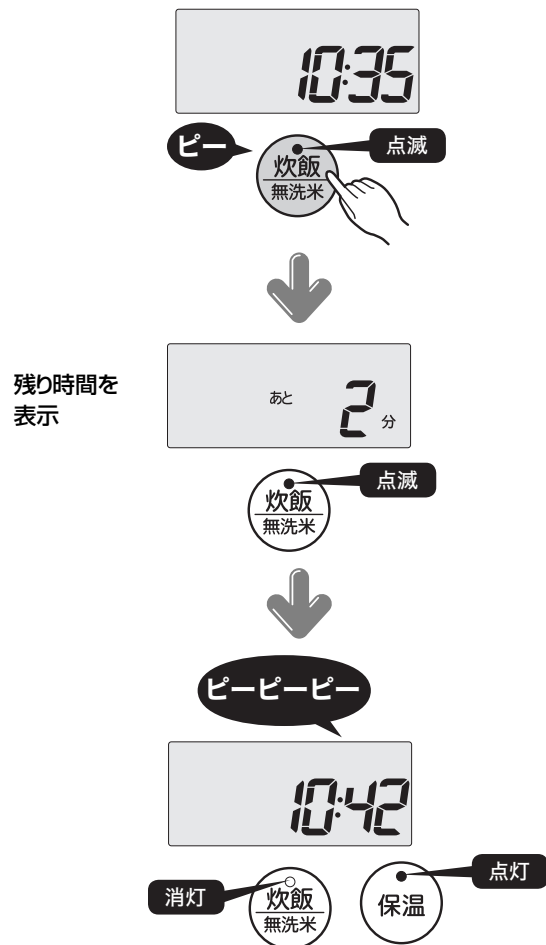 10:35
ピー
点滅
炊飯
無洗米
残り時間を
表示
あと 2 分
点滅
炊飯
無洗米
ピーピーピー
10:42
消灯
炊飯
無洗米
保温
点灯